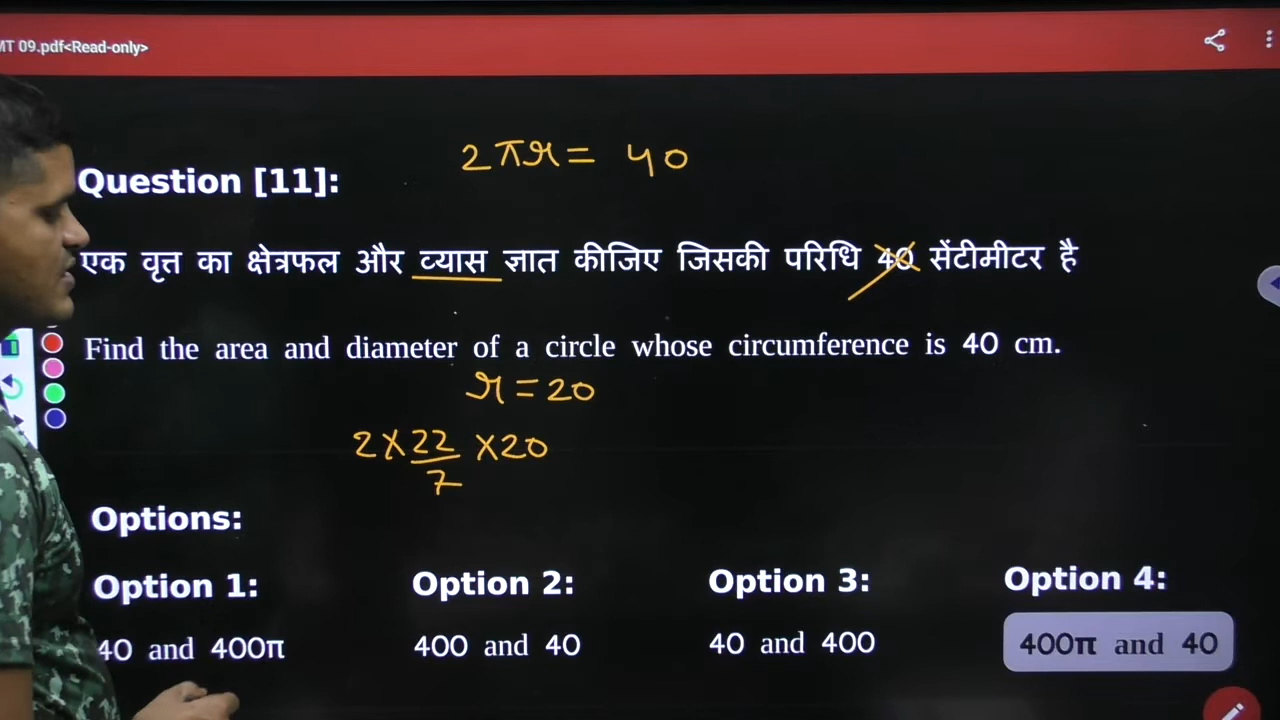 MT 09.pdf<Read-only>
2πr = 40
Question [11]:
एक वृत्त का क्षेत्रफल और व्यास ज्ञात कीजिए जिसकी परिधि 40 सेंटीमीटर है
Find the area and diameter of a circle whose circumference is 40 cm.
r = 20
2 × 22/7 × 20
Options:
Option 1: Option 2: Option 3: Option 4:
40 and 400π 400 and 40 40 and 400 400π and 40